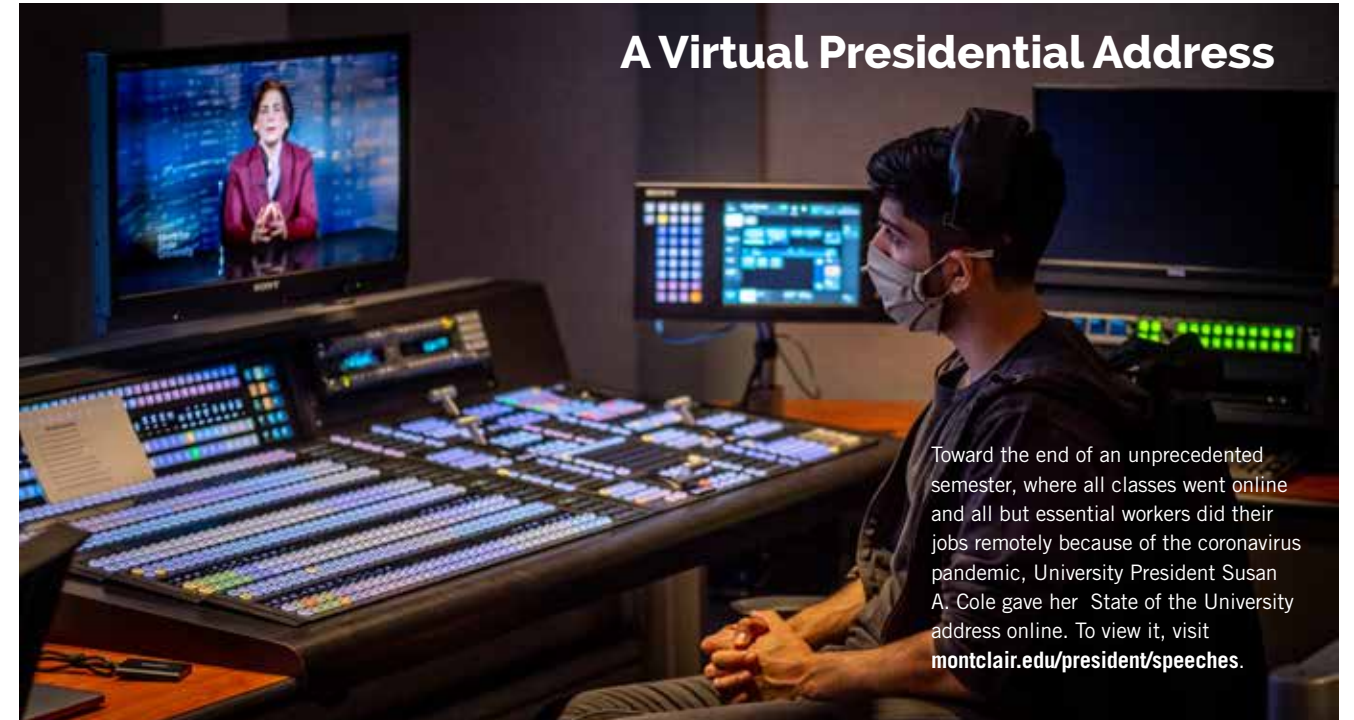 A Virtual Presidential Address
SONY
Toward the end of an unprecedented
semester, where all classes went online
and all but essential workers did their
jobs remotely because of the coronavirus
pandemic, University President Susan
A. Cole gave her State of the University
address online. To view it, visit
montclair.edu/president/speeches.